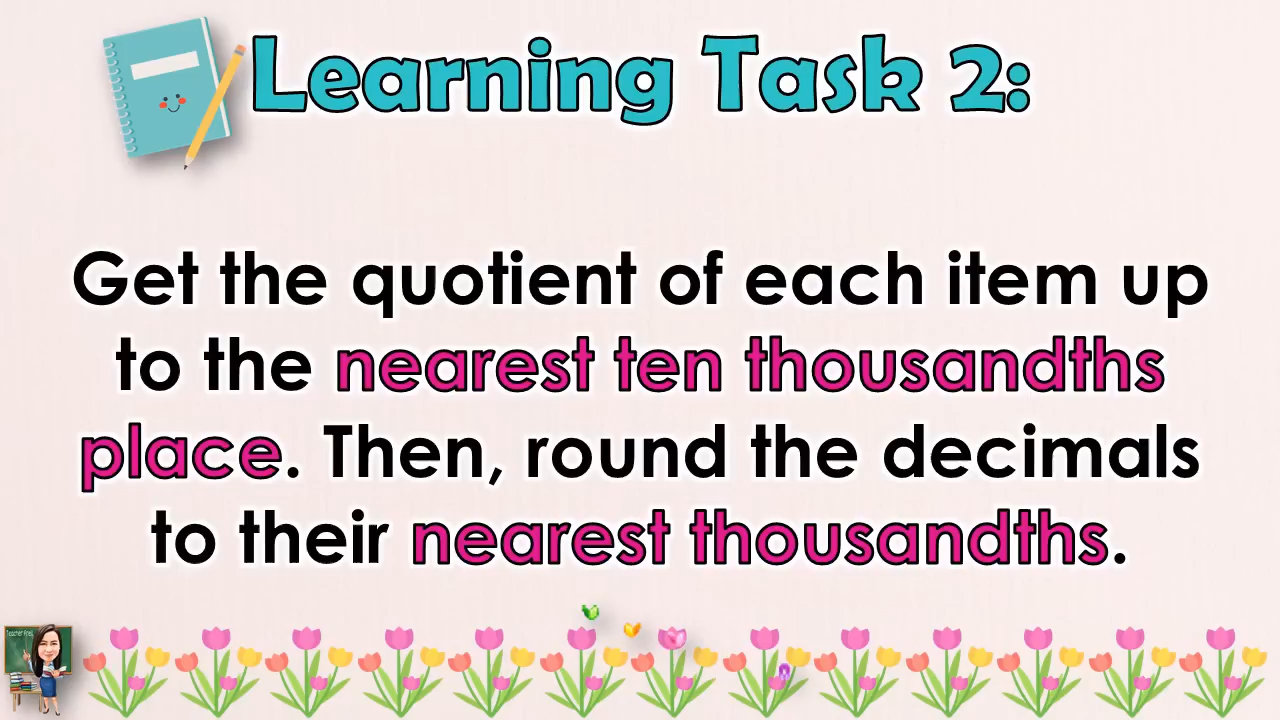 Learning Task 2:
Get the quotient of each item up
to the nearest ten thousandths
place. Then, round the decimals
to their nearest thousandths.